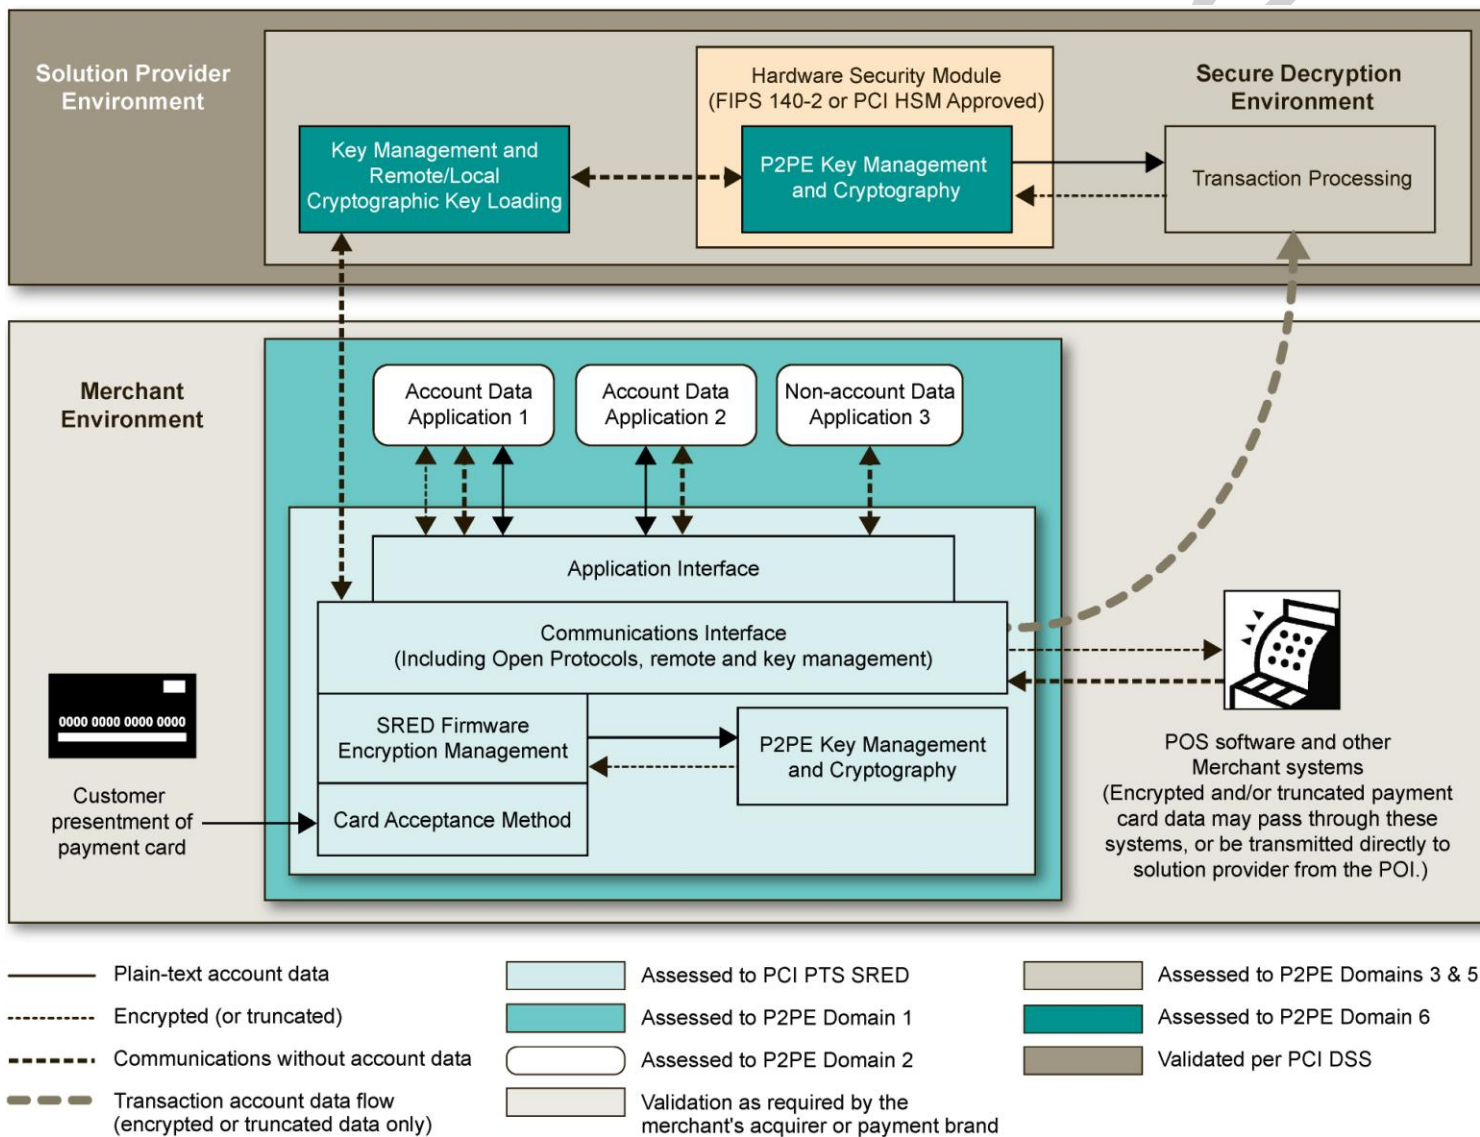 Solution Provider
Environment
Hardware Security Module
(FIPS 140-2 or PCI HSM Approved)
Secure Decryption
Environment
Key Management and
Remote/Local
Cryptographic Key Loading
P2PE Key Management
and Cryptography
Transaction Processing
Merchant
Environment
Account Data
Application 1
Account Data
Application 2
Non-account Data
Application 3
Application Interface
Communications Interface
(Including Open Protocols, remote and key management)
0000 0000 0000 0000
SRED Firmware
Encryption Management
P2PE Key Management
and Cryptography
Customer
presentment of
payment card
Card Acceptance Method
POS software and other
Merchant systems
(Encrypted and/or truncated payment
card data may pass through these
systems, or be transmitted directly to
solution provider from the POI.)
Plain-text account data
Encrypted (or truncated)
Communications without account data
Transaction account data flow
(encrypted or truncated data only)
Assessed to PCI PTS SRED
Assessed to P2PE Domain 1
Assessed to P2PE Domain 2
Validation as required by the
merchant's acquirer or payment brand
Assessed to P2PE Domains 3 & 5
Assessed to P2PE Domain 6
Validated per PCI DSS